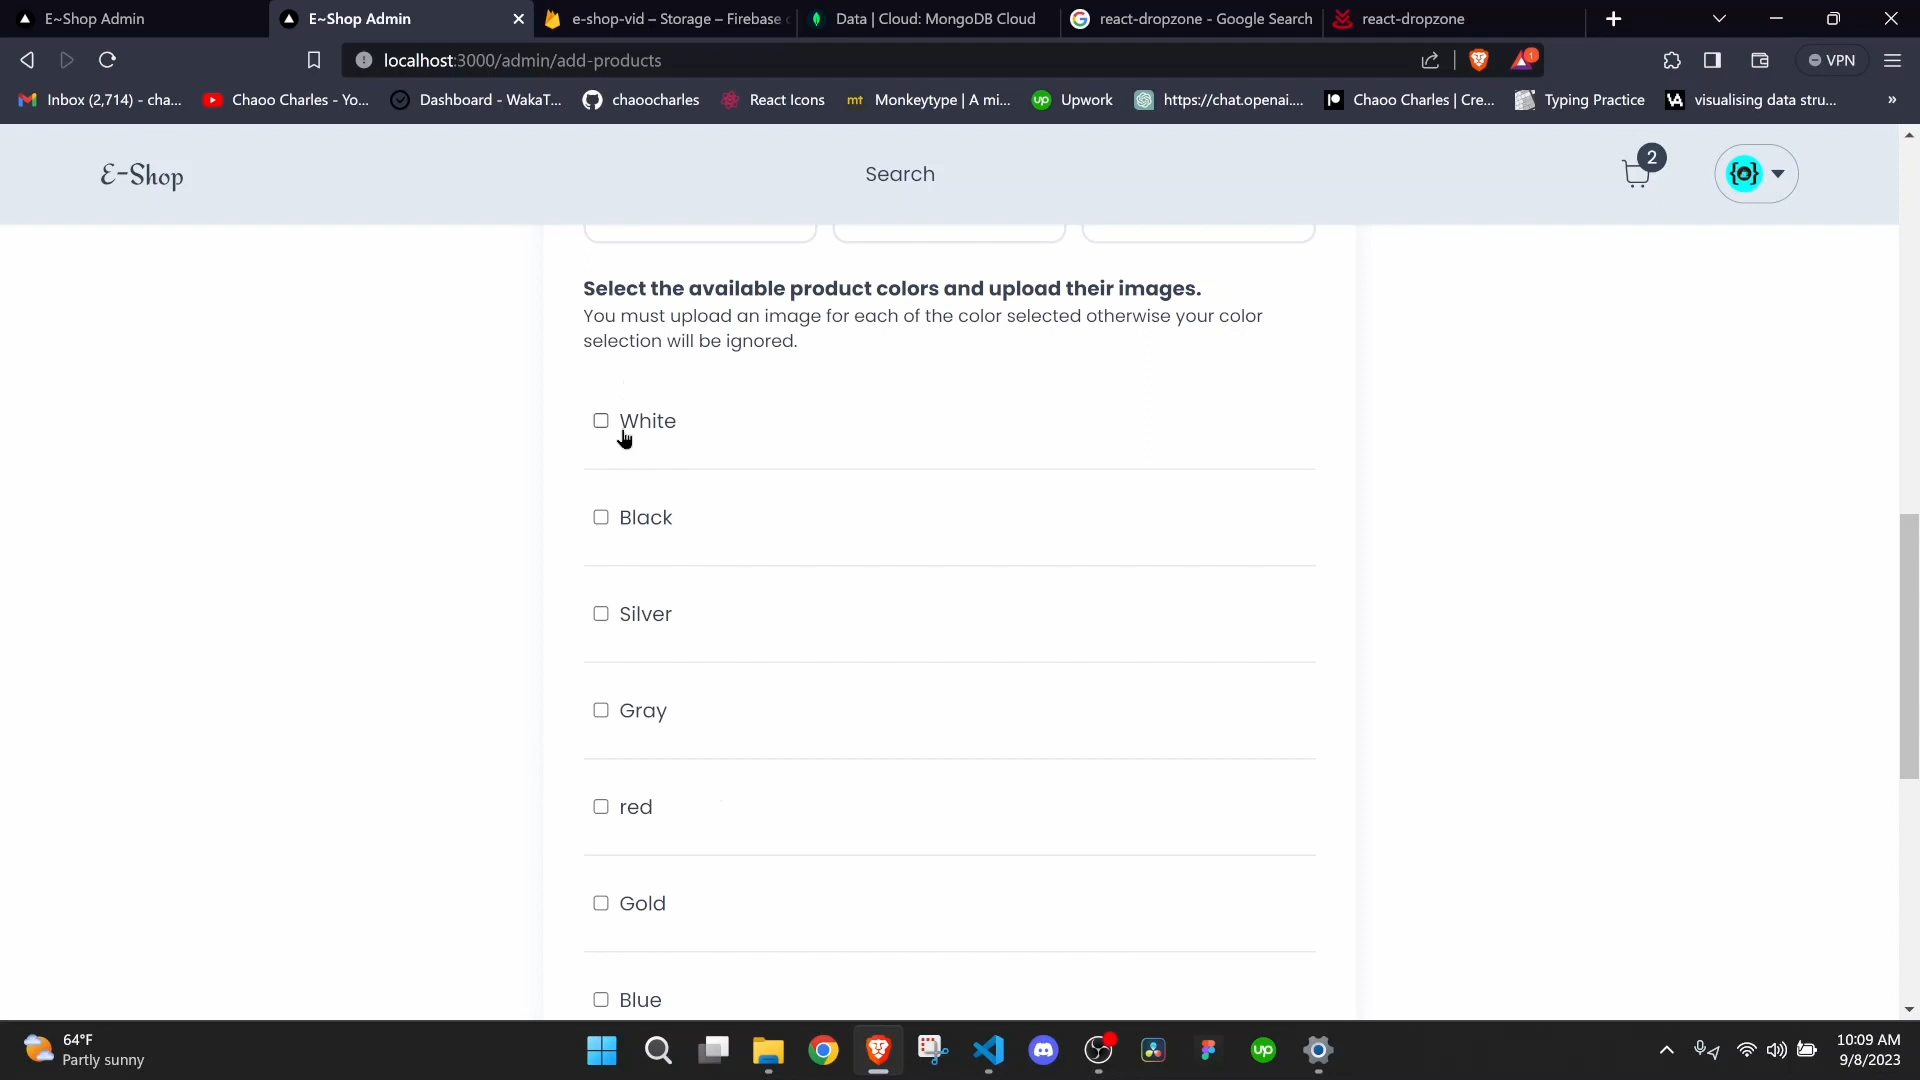 E~Shop Admin
E~Shop Admin
e-shop-vid – Storage – Firebase
Data | Cloud: MongoDB Cloud
react-dropzone - Google Search
react-dropzone
localhost:3000/admin/add-products
1
VPN
Inbox (2,714) - cha...
Chaoo Charles - Yo...
Dashboard - WakaT...
chaoocharles
React Icons
mt
Monkeytype | A mi...
up
Upwork
https://chat.openai....
Chaoo Charles | Cre...
Typing Practice
visualising data stru...
»
E-Shop
Search
2
Select the available product colors and upload their images.
You must upload an image for each of the color selected otherwise your color
selection will be ignored.
White
Black
Silver
Gray
red
Gold
Blue
64°F
Partly sunny
up
10:09 AM
9/8/2023